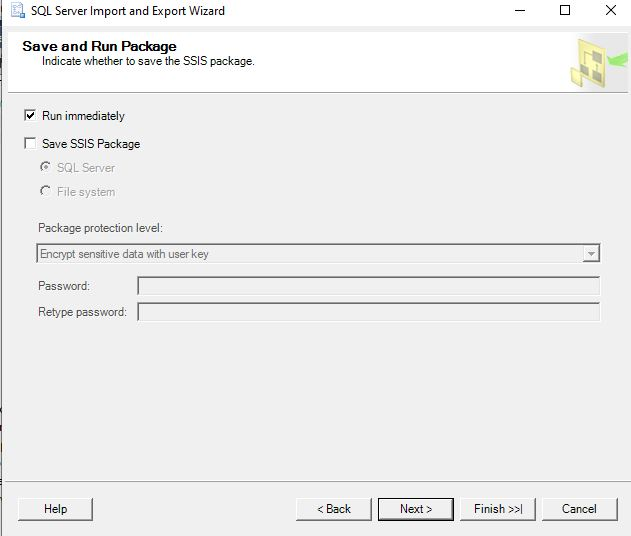 SQL Server Import and Export Wizard
Save and Run Package
Indicate whether to save the SSIS package.
Run immediately
Save SSIS Package
SQL Server
File system
Package protection level:
Encrypt sensitive data with user key
Password:
Retype password:
Help
< Back
Next >
Finish >>|
Cancel